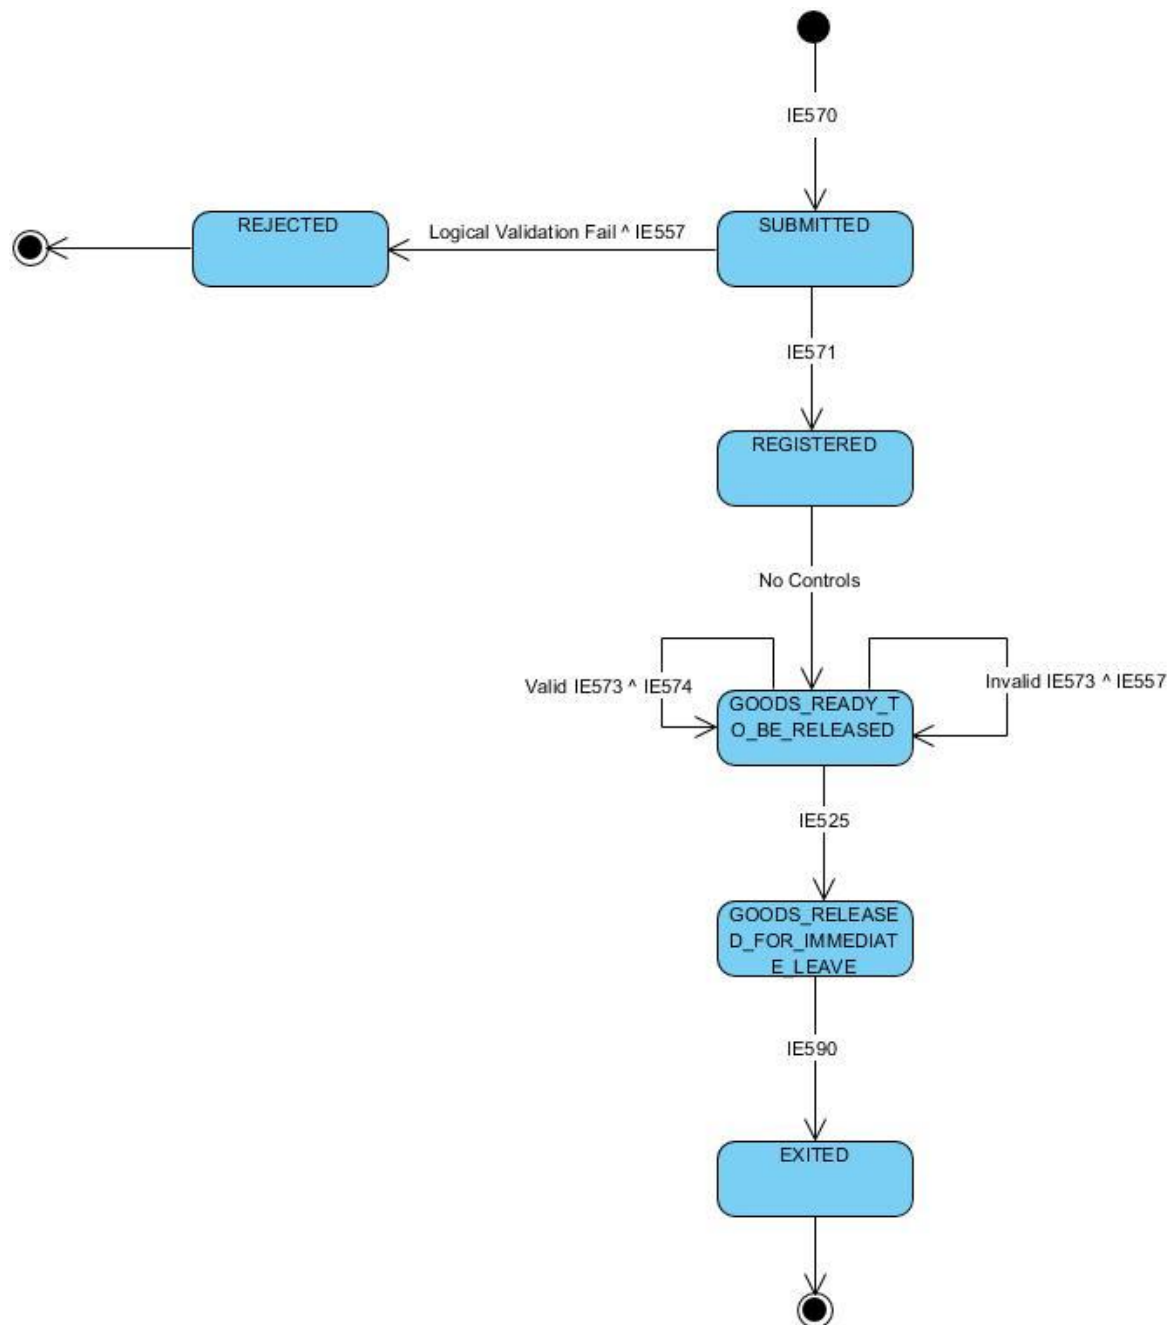 IE570
REJECTED
Logical Validation Fail ^ IE557
SUBMITTED
IE571
REGISTERED
No Controls
Valid IE573 ^ IE574
Invalid IE573 ^ IE557
GOODS_READY_T
O_BE_RELEASED
IE525
GOODS_RELEASE
D_FOR_IMMEDIAT
E_LEAVE
IE590
EXITED